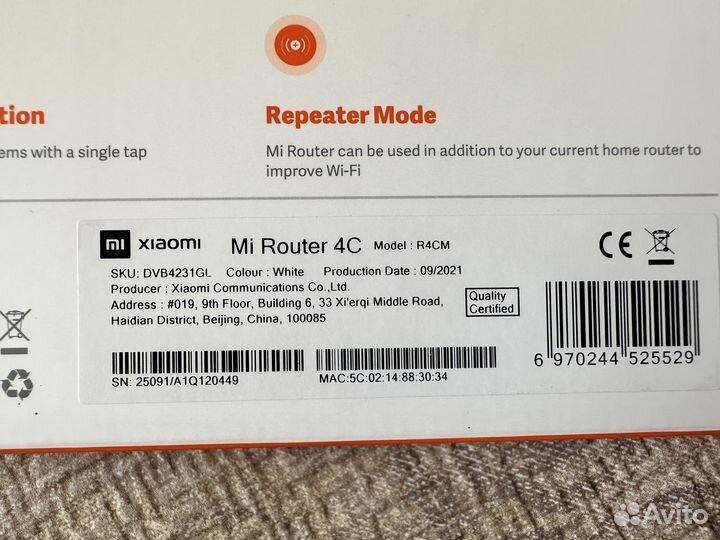 tion
ems with a single tap
Repeater Mode
Mi Router can be used in addition to your current home router to
improve Wi-Fi
mi xiaomi Mi Router 4C Model : R4CM
SKU: DVB4231GL Colour : White Production Date : 09/2021
Producer : Xiaomi Communications Co.,Ltd.
Address : #019, 9th Floor, Building 6, 33 Xi'erqi Middle Road,
Haidian District, Beijing, China, 100085
CE
Quality
Certified
SN: 25091/A1Q120449
MAC:5C:02:14:88:30:34
6 970244 525529
Avito